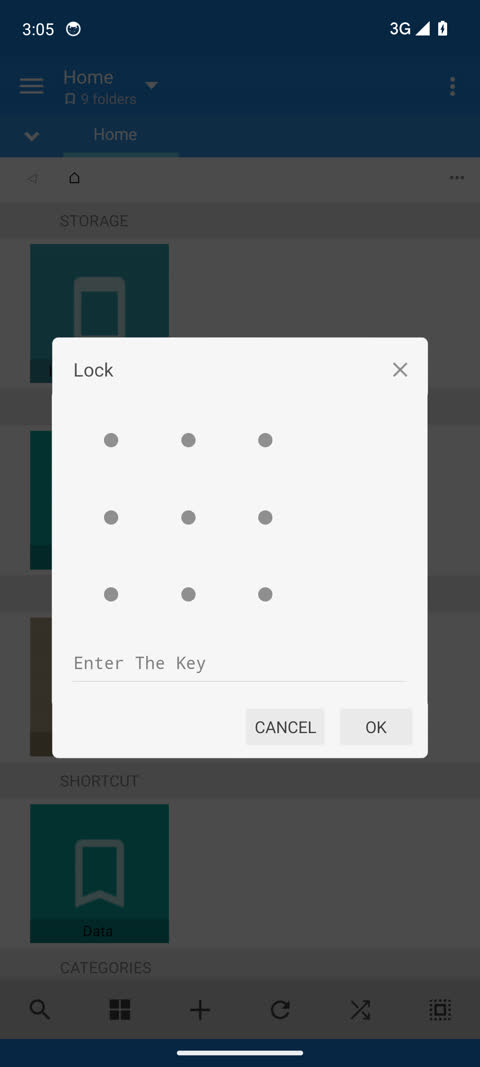 3:05
3G
Home
9 folders
Home
STORAGE
Lock
Enter The Key
CANCEL
OK
SHORTCUT
Data
CATEGORIES